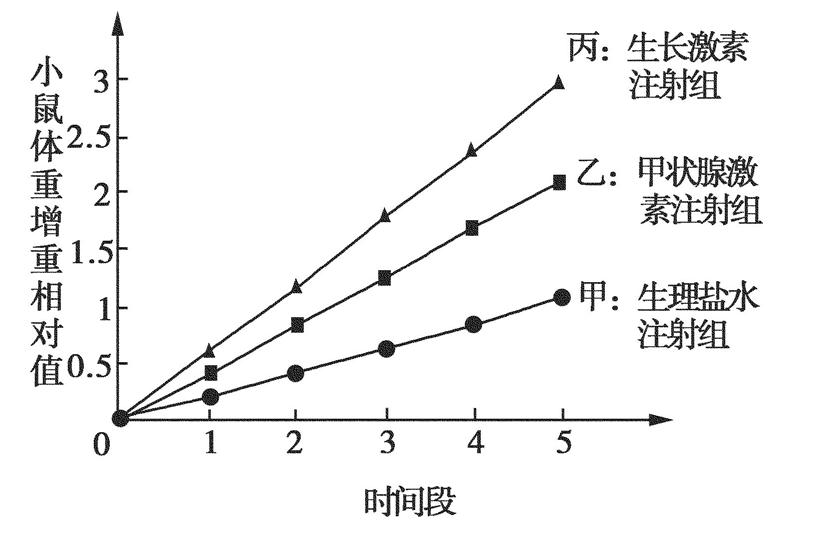 小鼠体重增重相对值
3
2.5
2
1.5
1
0.5
0
1 2 3 4 5
时间段
丙：生长激素
注射组
乙：甲状腺激
素注射组
甲：生理盐水
注射组